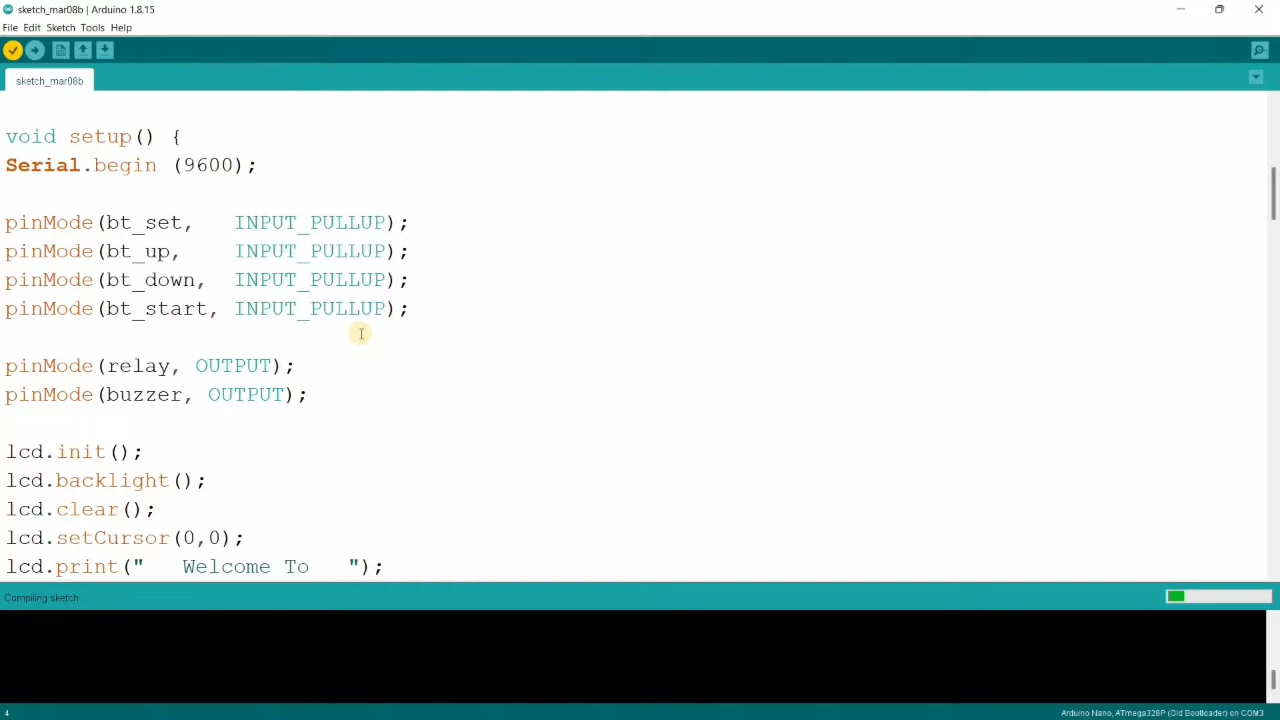 sketch_mar08b | Arduino 1.8.15
File Edit Sketch Tools Help
sketch_mar08b
void setup() {
Serial.begin (9600);
pinMode(bt_set,   INPUT_PULLUP);
pinMode(bt_up,    INPUT_PULLUP);
pinMode(bt_down,  INPUT_PULLUP);
pinMode(bt_start, INPUT_PULLUP);
pinMode(relay, OUTPUT);
pinMode(buzzer, OUTPUT);
lcd.init();
lcd.backlight();
lcd.clear();
lcd.setCursor(0,0);
lcd.print("   Welcome To   ");
Compiling sketch
4
Arduino Nano, ATmega328P (Old Bootloader) on COM3